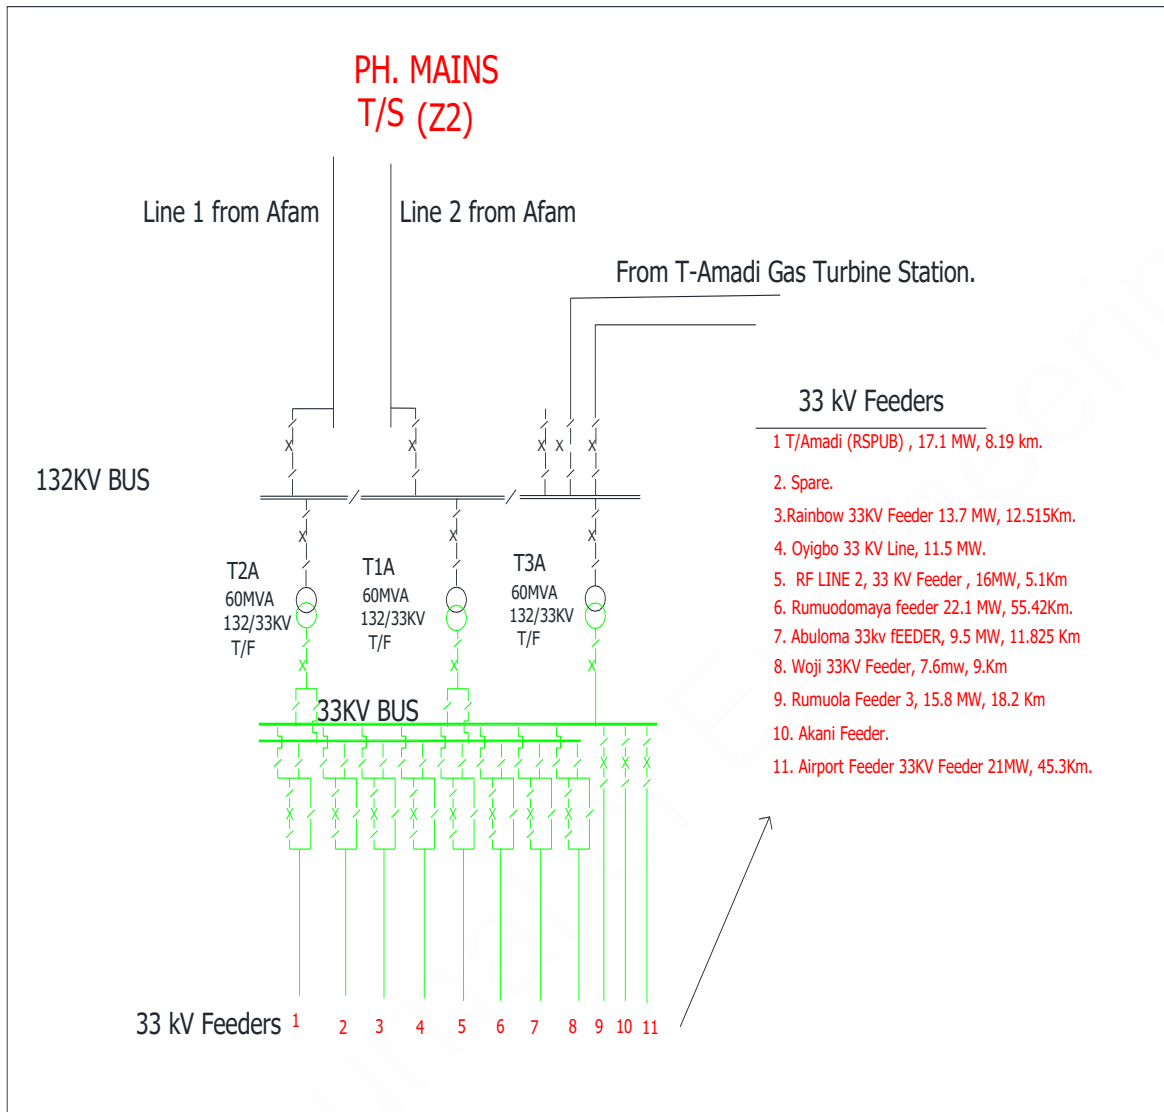 PH. MAINS
T/S (Z2)
Line 1 from Afam
Line 2 from Afam
From T-Amadi Gas Turbine Station.
33 kV Feeders
1 T/Amadi (RSPUB) , 17.1 MW, 8.19 km.
2. Spare.
3.Rainbow 33KV Feeder 13.7 MW, 12.515Km.
4. Oyigbo 33 KV Line, 11.5 MW.
5. RF LINE 2, 33 KV Feeder , 16MW, 5.1Km
6. Rumuodomaya feeder 22.1 MW, 55.42Km.
7. Abuloma 33kv fEEDER, 9.5 MW, 11.825 Km
8. Woji 33KV Feeder, 7.6mw, 9.Km
9. Rumuola Feeder 3, 15.8 MW, 18.2 Km
10. Akani Feeder.
11. Airport Feeder 33KV Feeder 21MW, 45.3Km.
132KV BUS
T2A
60MVA
132/33KV
T/F
T1A
60MVA
132/33KV
T/F
T3A
60MVA
132/33KV
T/F
33KV BUS
33 kV Feeders 1 2 3 4 5 6 7 8 9 10 11